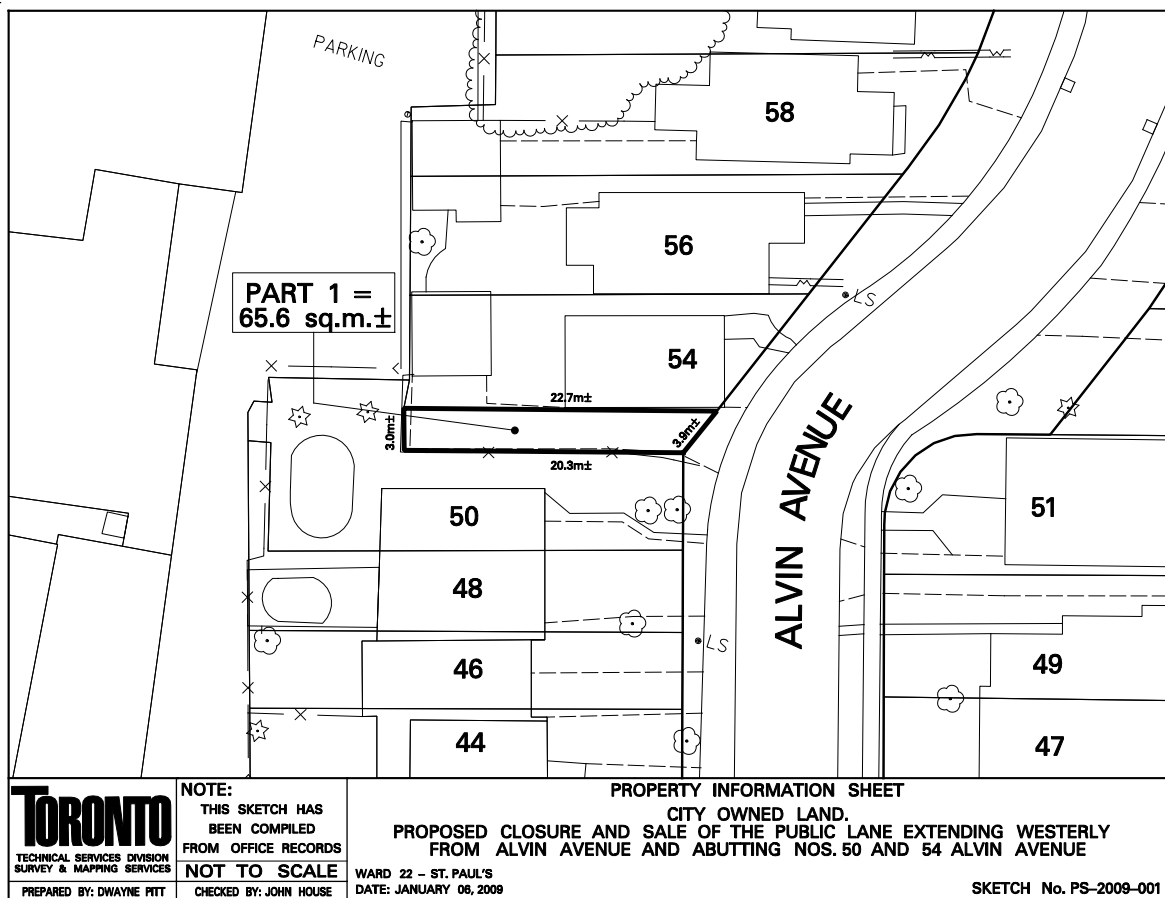 PARKING
58
56
PART 1 =
65.6 sq.m.±
LS
54
22.7m±
3.0m±
3.9m±
20.3m±
ALVIN AVENUE
50
51
48
LS
46
49
44
47
TORONTO
TECHNICAL SERVICES DIVISION
SURVEY & MAPPING SERVICES
PREPARED BY: DWAYNE PITT
NOTE:
THIS SKETCH HAS
BEEN COMPILED
FROM OFFICE RECORDS
NOT TO SCALE
CHECKED BY: JOHN HOUSE
PROPERTY INFORMATION SHEET
CITY OWNED LAND.
PROPOSED CLOSURE AND SALE OF THE PUBLIC LANE EXTENDING WESTERLY
FROM ALVIN AVENUE AND ABUTTING NOS. 50 AND 54 ALVIN AVENUE
WARD 22 - ST. PAUL'S
DATE: JANUARY 06, 2009
SKETCH No. PS-2009-001